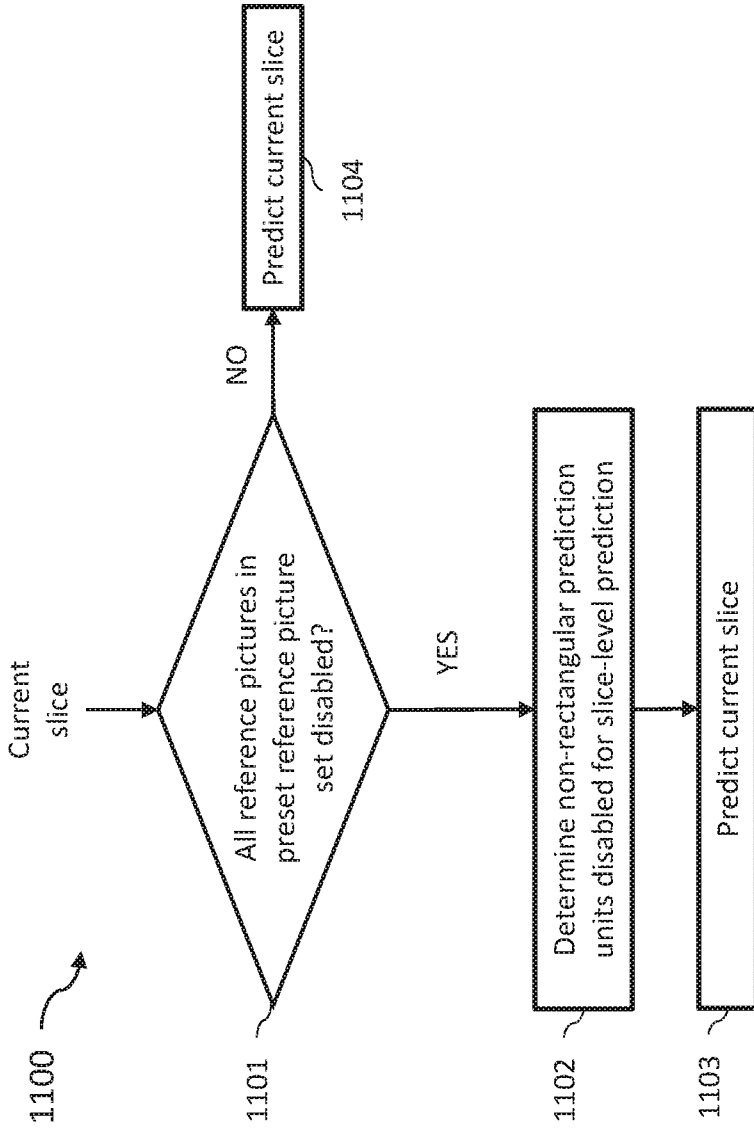 1100
Current
slice
1101
All reference pictures in
preset reference picture
set disabled?
NO
Predict current slice
1104
YES
1102
Determine non-rectangular prediction
units disabled for slice-level prediction
1103
Predict current slice